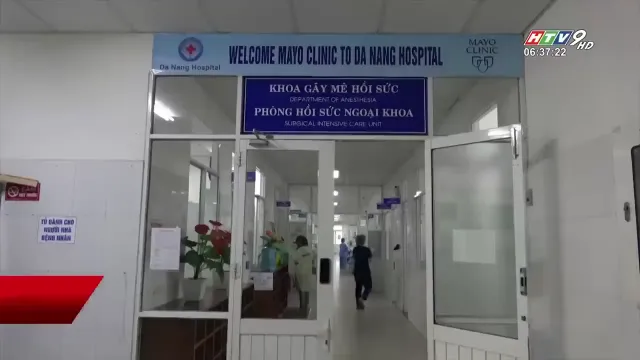 HTV9 HD
06:37:22
Da Nang Hospital
WELCOME MAYO CLINIC TO DA NANG HOSPITAL
MAYO
CLINIC
KHOA GÂY MÊ HỒI SỨC
DEPARTMENT OF ANESTHESIA
PHÒNG HỒI SỨC NGOẠI KHOA
SURGICAL INTENSIVE CARE UNIT
TỦ DÀNH CHO
NGƯỜI NHÀ
BỆNH NHÂN